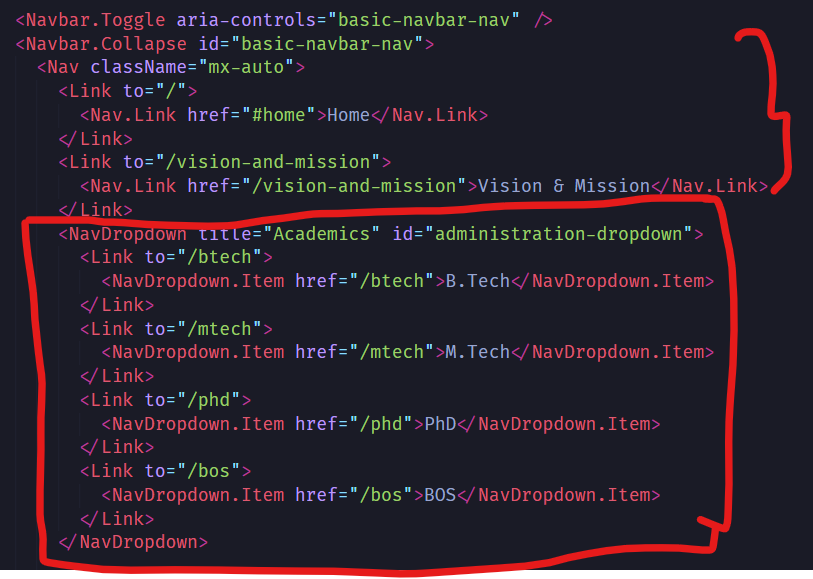 <Navbar.Toggle aria-controls="basic-navbar-nav" />
<Navbar.Collapse id="basic-navbar-nav">
<Nav className="mx-auto">
<Link to="/">
<Nav.Link href="#home">Home</Nav.Link>
</Link>
<Link to="/vision-and-mission">
<Nav.Link href="/vision-and-mission">Vision & Mission</Nav.Link>
</Link>
<NavDropdown title="Academics" id="administration-dropdown">
<Link to="/btech">
<NavDropdown.Item href="/btech">B.Tech</NavDropdown.Item>
</Link>
<Link to="/mtech">
<NavDropdown.Item href="/mtech">M.Tech</NavDropdown.Item>
</Link>
<Link to="/phd">
<NavDropdown.Item href="/phd">PhD</NavDropdown.Item>
</Link>
<Link to="/bos">
<NavDropdown.Item href="/bos">BOS</NavDropdown.Item>
</Link>
</NavDropdown>